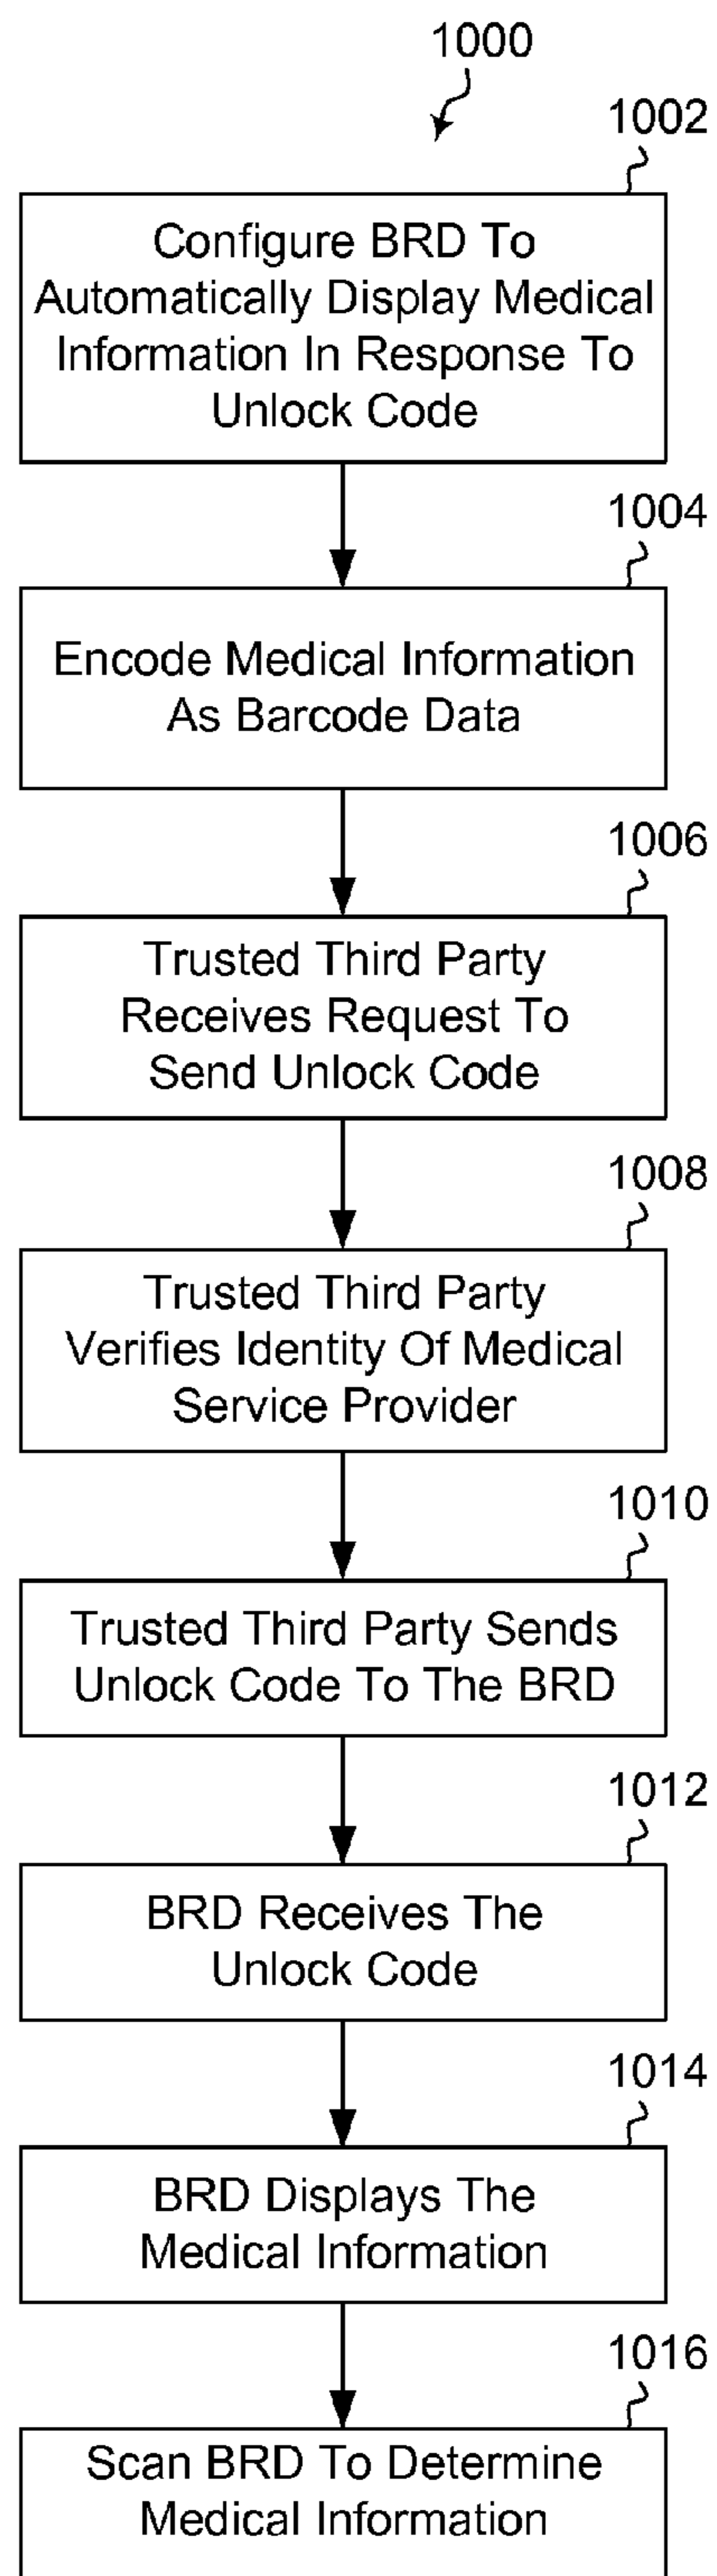 1000
1002
Configure BRD To
Automatically Display Medical
Information In Response To
Unlock Code
1004
Encode Medical Information
As Barcode Data
1006
Trusted Third Party
Receives Request To
Send Unlock Code
1008
Trusted Third Party
Verifies Identity Of Medical
Service Provider
1010
Trusted Third Party Sends
Unlock Code To The BRD
1012
BRD Receives The
Unlock Code
1014
BRD Displays The
Medical Information
1016
Scan BRD To Determine
Medical Information